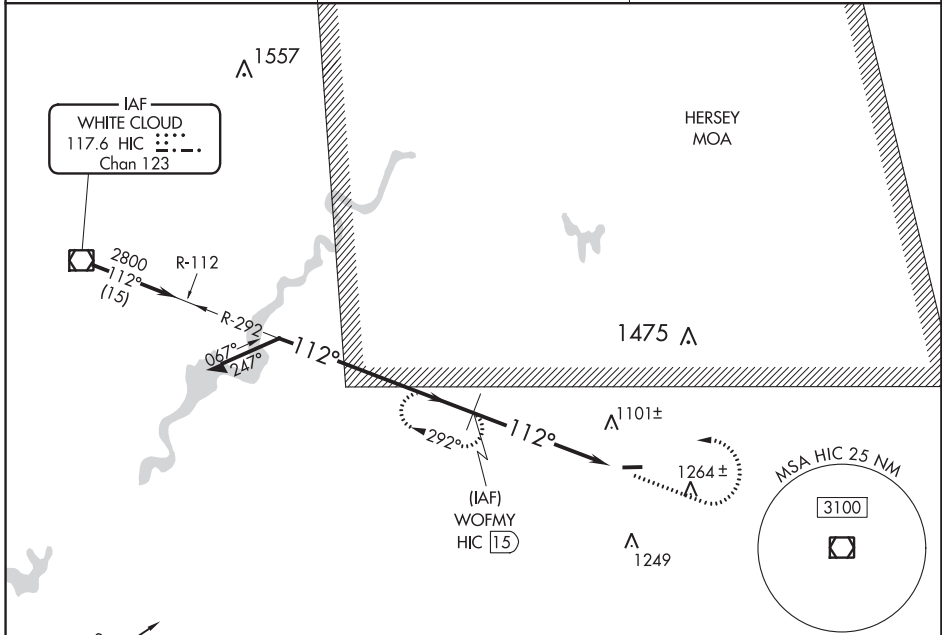 1557
IAF
WHITE CLOUD
117.6 HIC
Chan 123
HERSEY
MOA
2800
112°
(15)
R-112
R-292
067°
247°
112°
1475
292°
112°
1101±
1264±
(IAF)
WOFMY
HIC 15
1249
MSA HIC 25 NM
3100